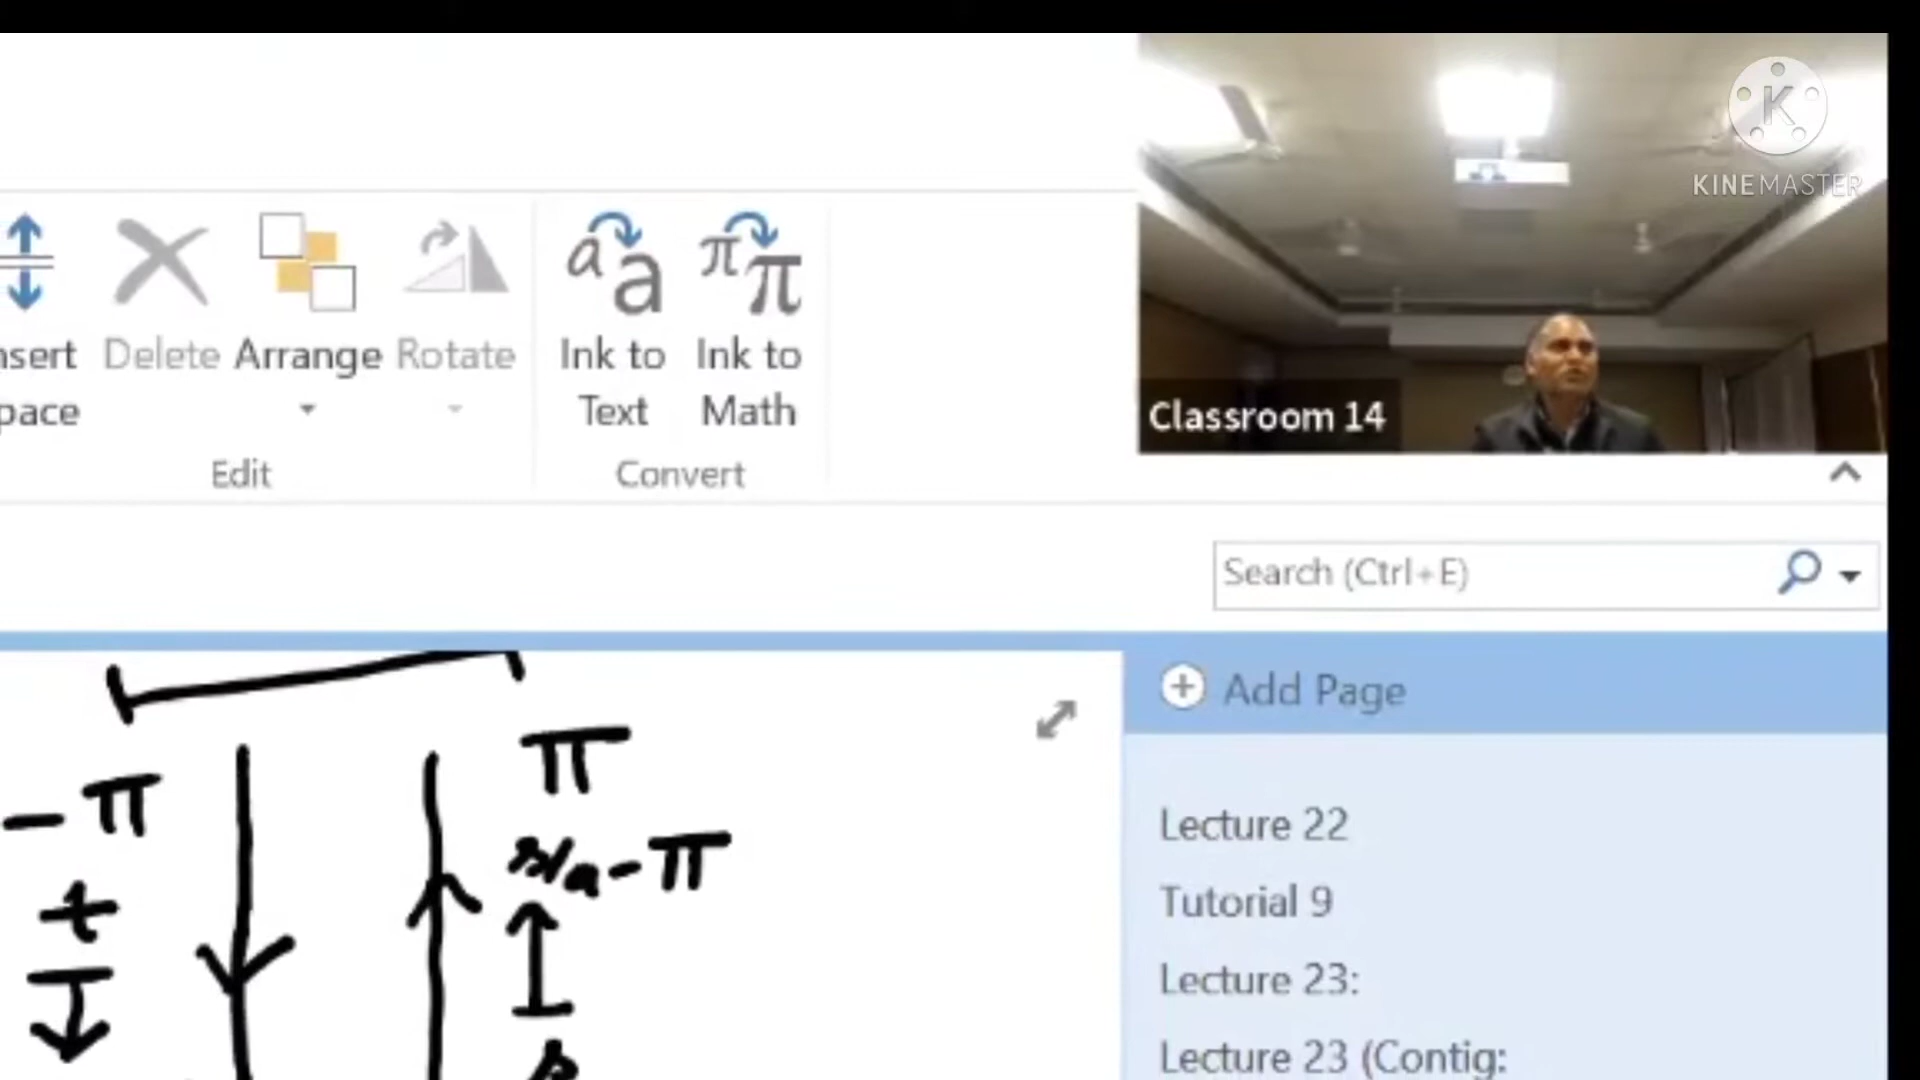 K
KINEMASTER
nsert
pace
Delete
Arrange
Rotate
Edit
a a
π π
Ink to Text
Ink to Math
Convert
Classroom 14
Search (Ctrl+E)
Add Page
Lecture 22
Tutorial 9
Lecture 23:
Lecture 23 (Contig:
-π
π
t
s/a-π
s